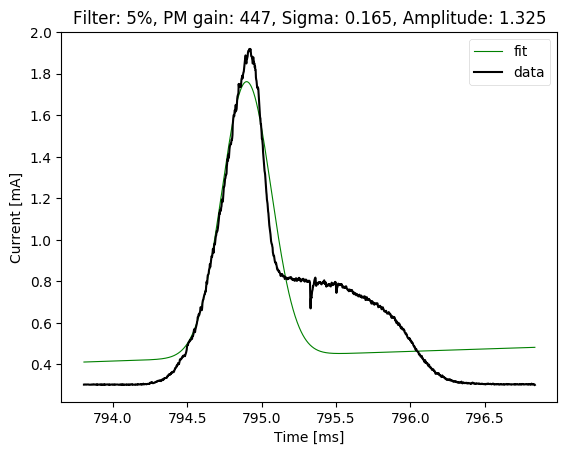 Filter: 5%, PM gain: 447, Sigma: 0.165, Amplitude: 1.325
fit
data
2.0
1.8
1.6
1.4
1.2
1.0
0.8
0.6
0.4
Current [mA]
794.0 794.5 795.0 795.5 796.0 796.5
Time [ms]